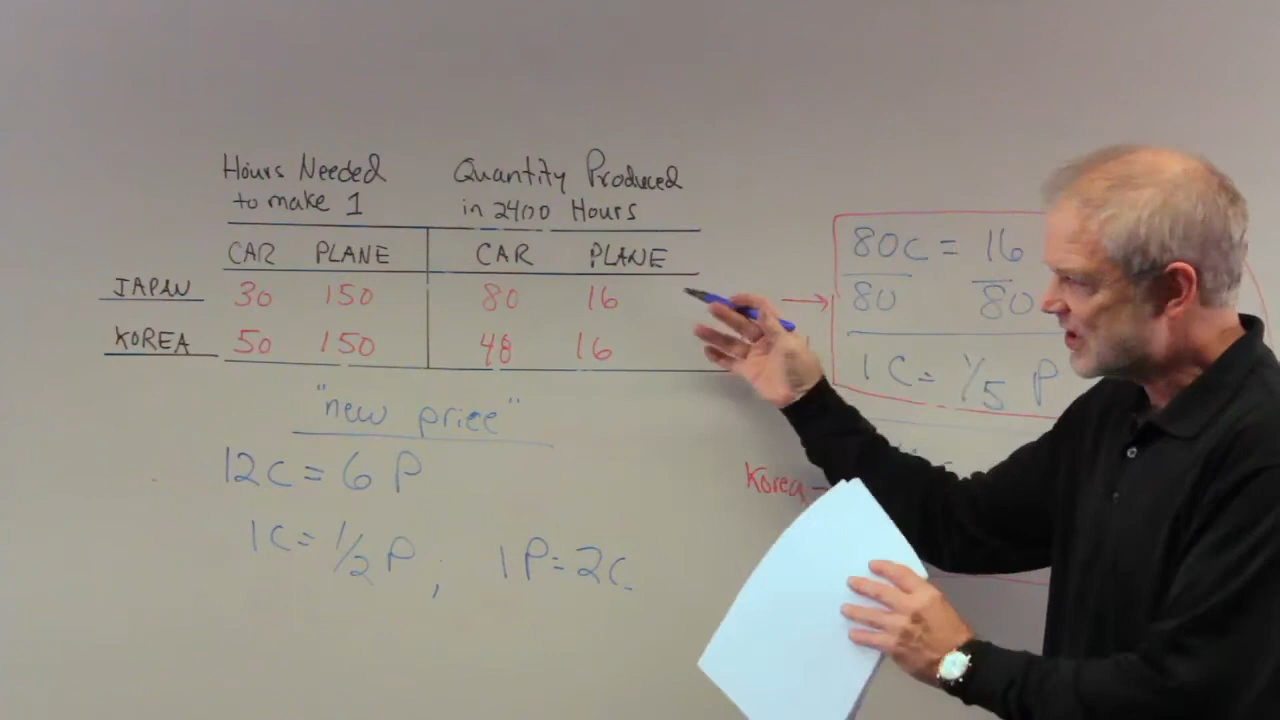 Hours Needed
to make 1
Quantity Produced
in 2400 Hours
CAR PLANE CAR PLANE
JAPAN 30 150 80 16
KOREA 50 150 48 16
"new price"
12C = 6 P
1C = 1/2 P ; 1P = 2C
80C = 16
80 80
1 C = 1/5 P
Korea